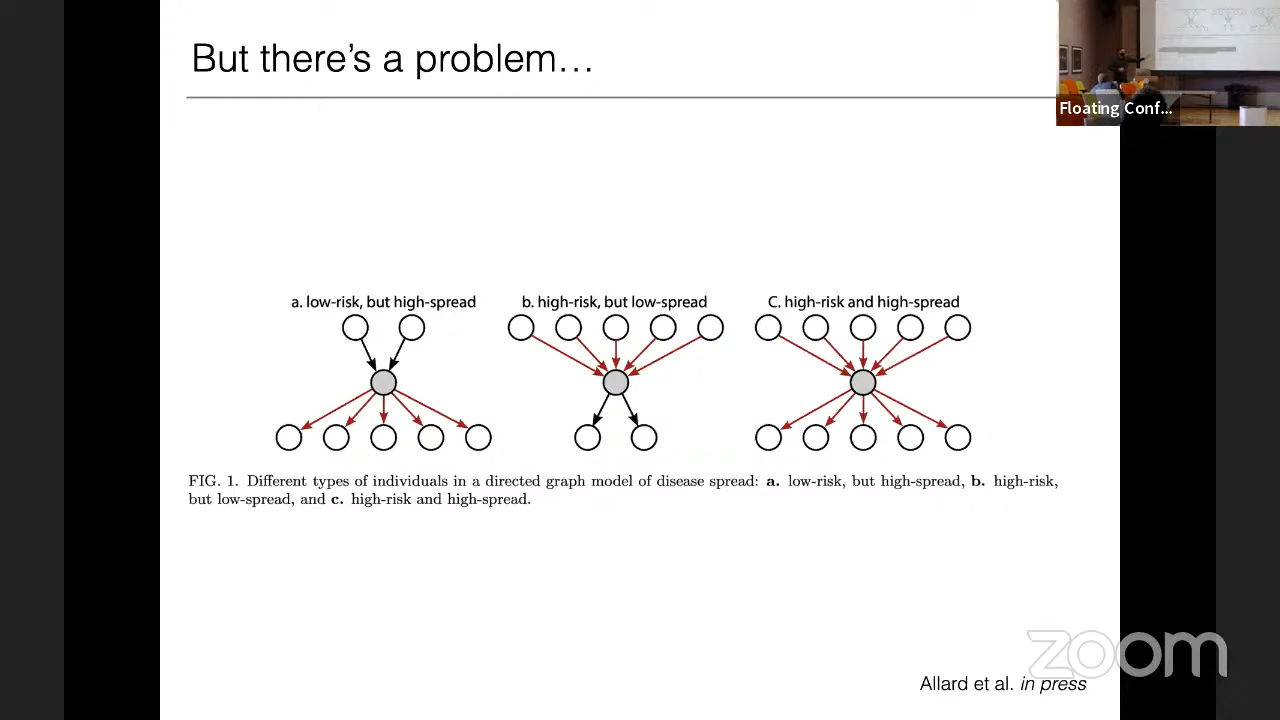 But there's a problem…
Floating Conf...
a. low-risk, but high-spread
b. high-risk, but low-spread
C. high-risk and high-spread
FIG. 1. Different types of individuals in a directed graph model of disease spread: a. low-risk, but high-spread, b. high-risk,
but low-spread, and c. high-risk and high-spread.
zoom
Allard et al. in press